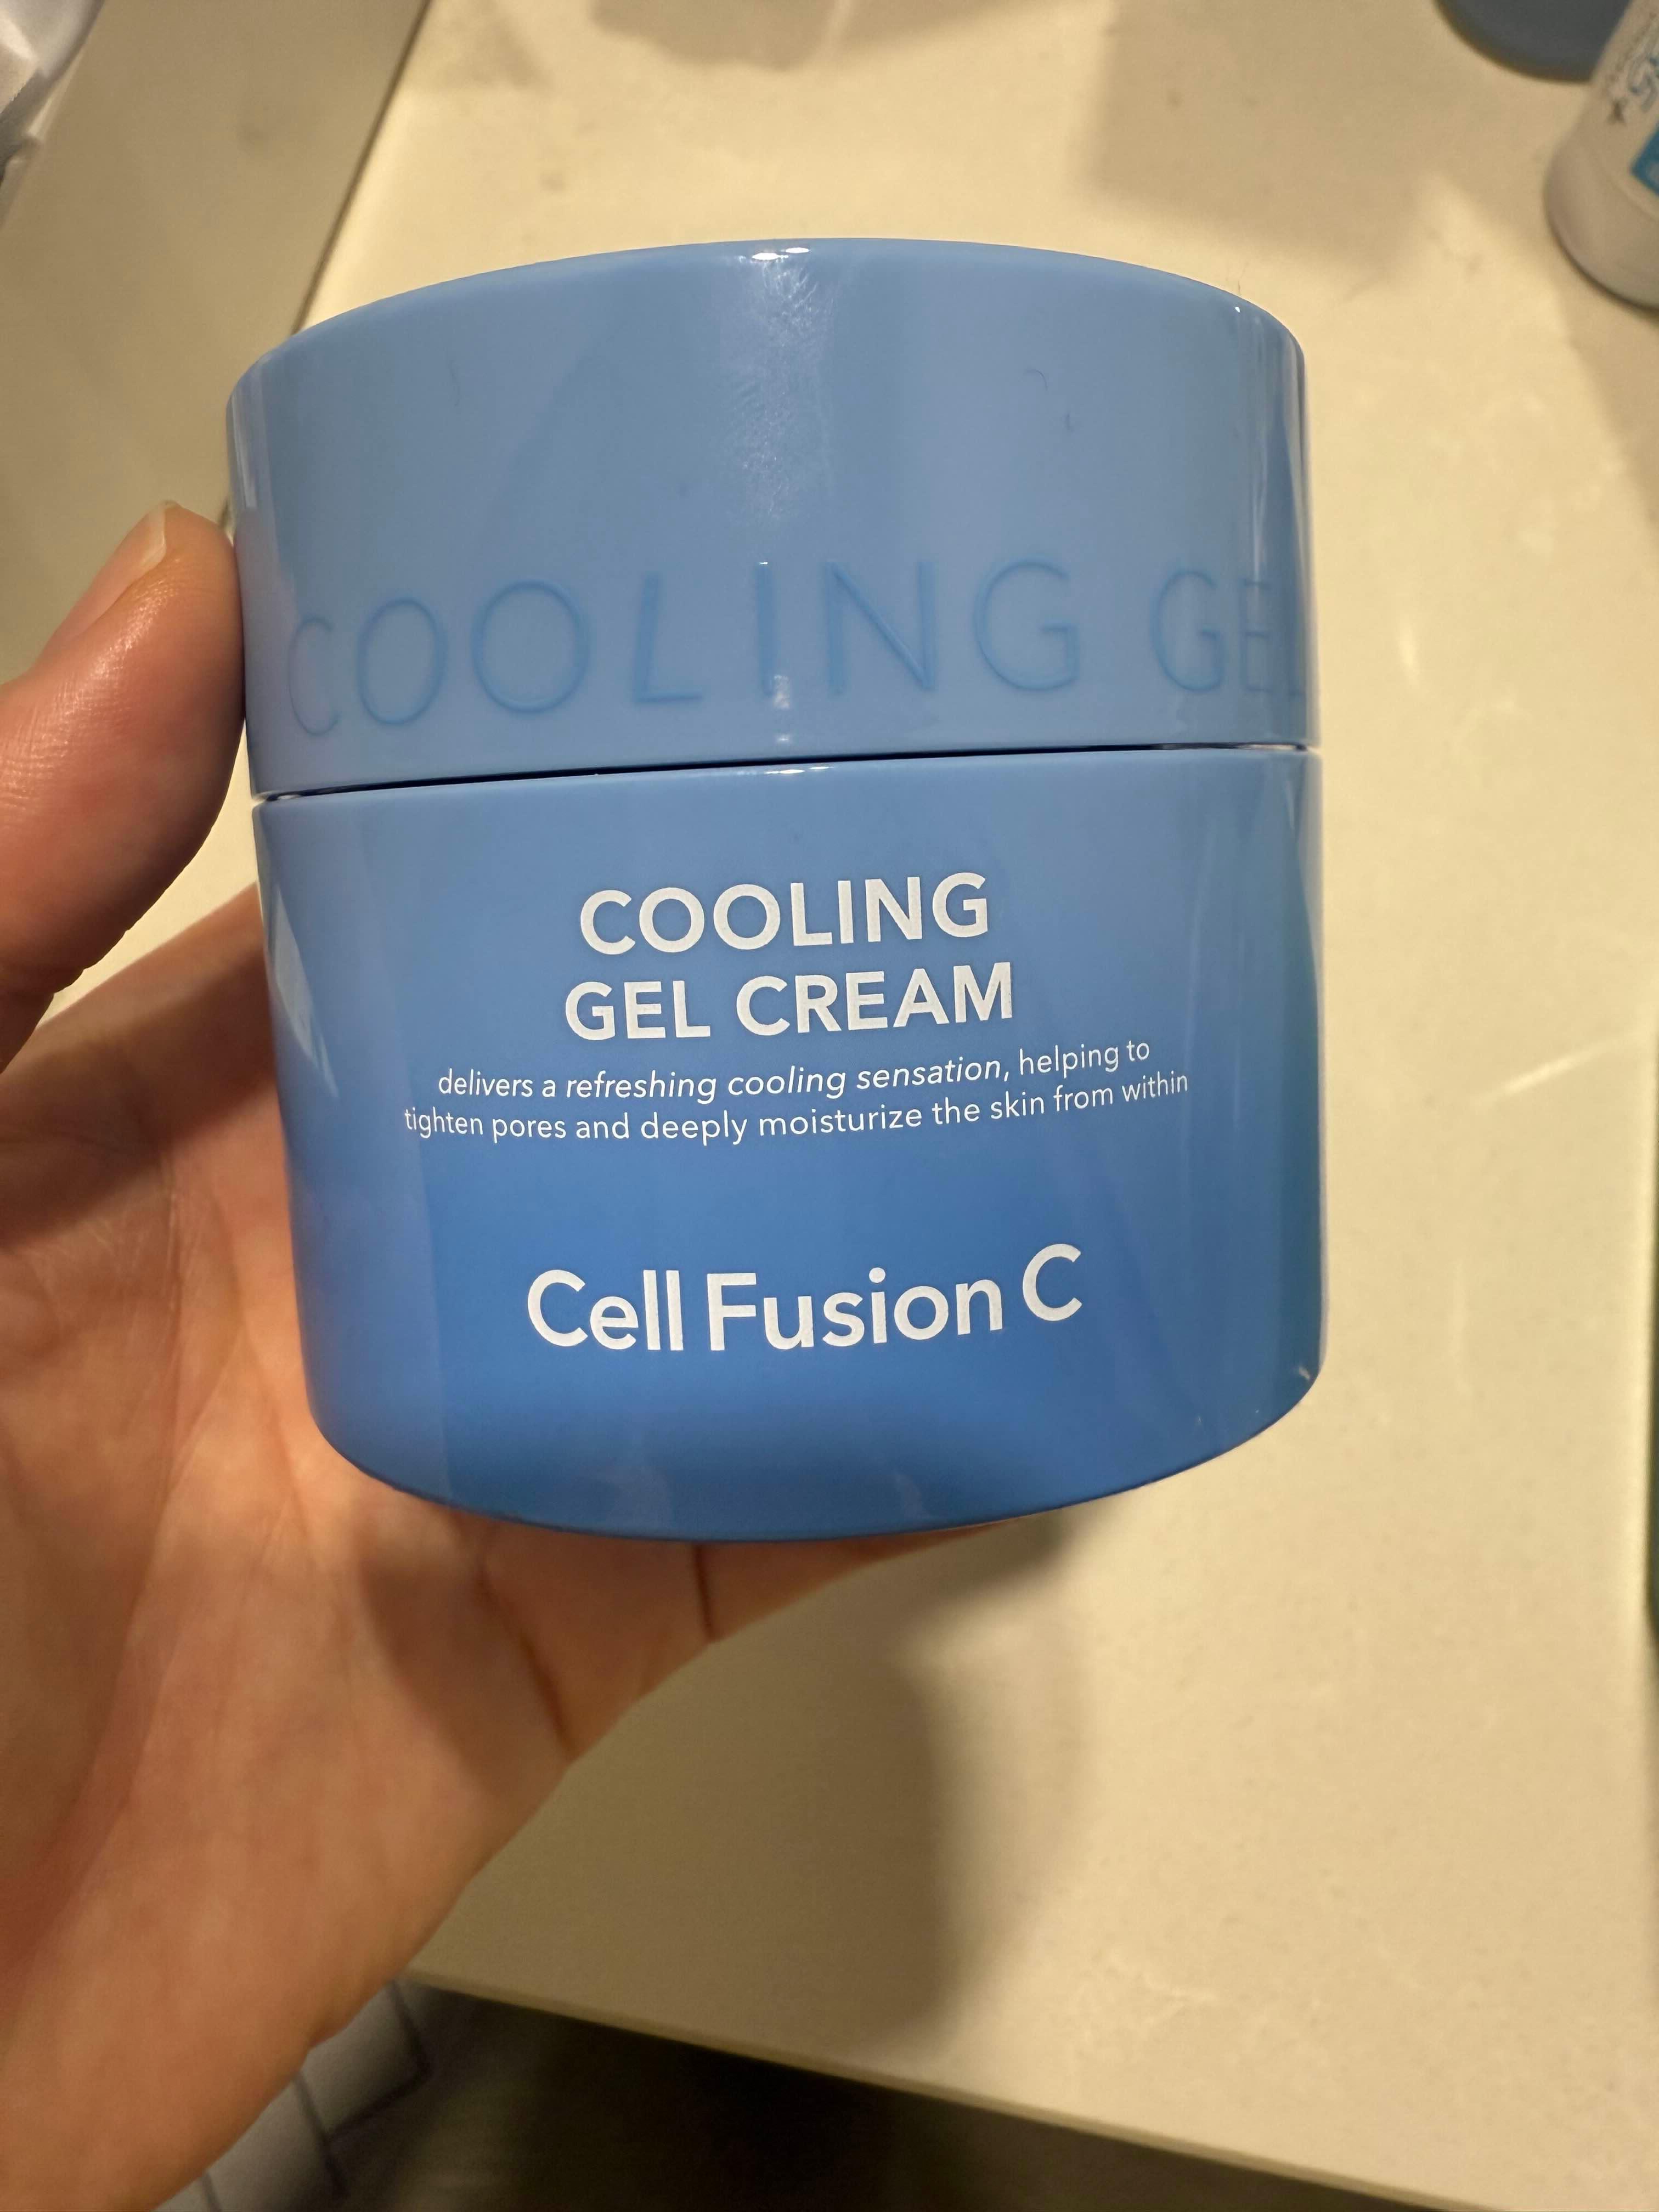 COOLING GEL
COOLING
GEL CREAM
delivers a refreshing cooling sensation, helping to
tighten pores and deeply moisturize the skin from within
Cell Fusion C